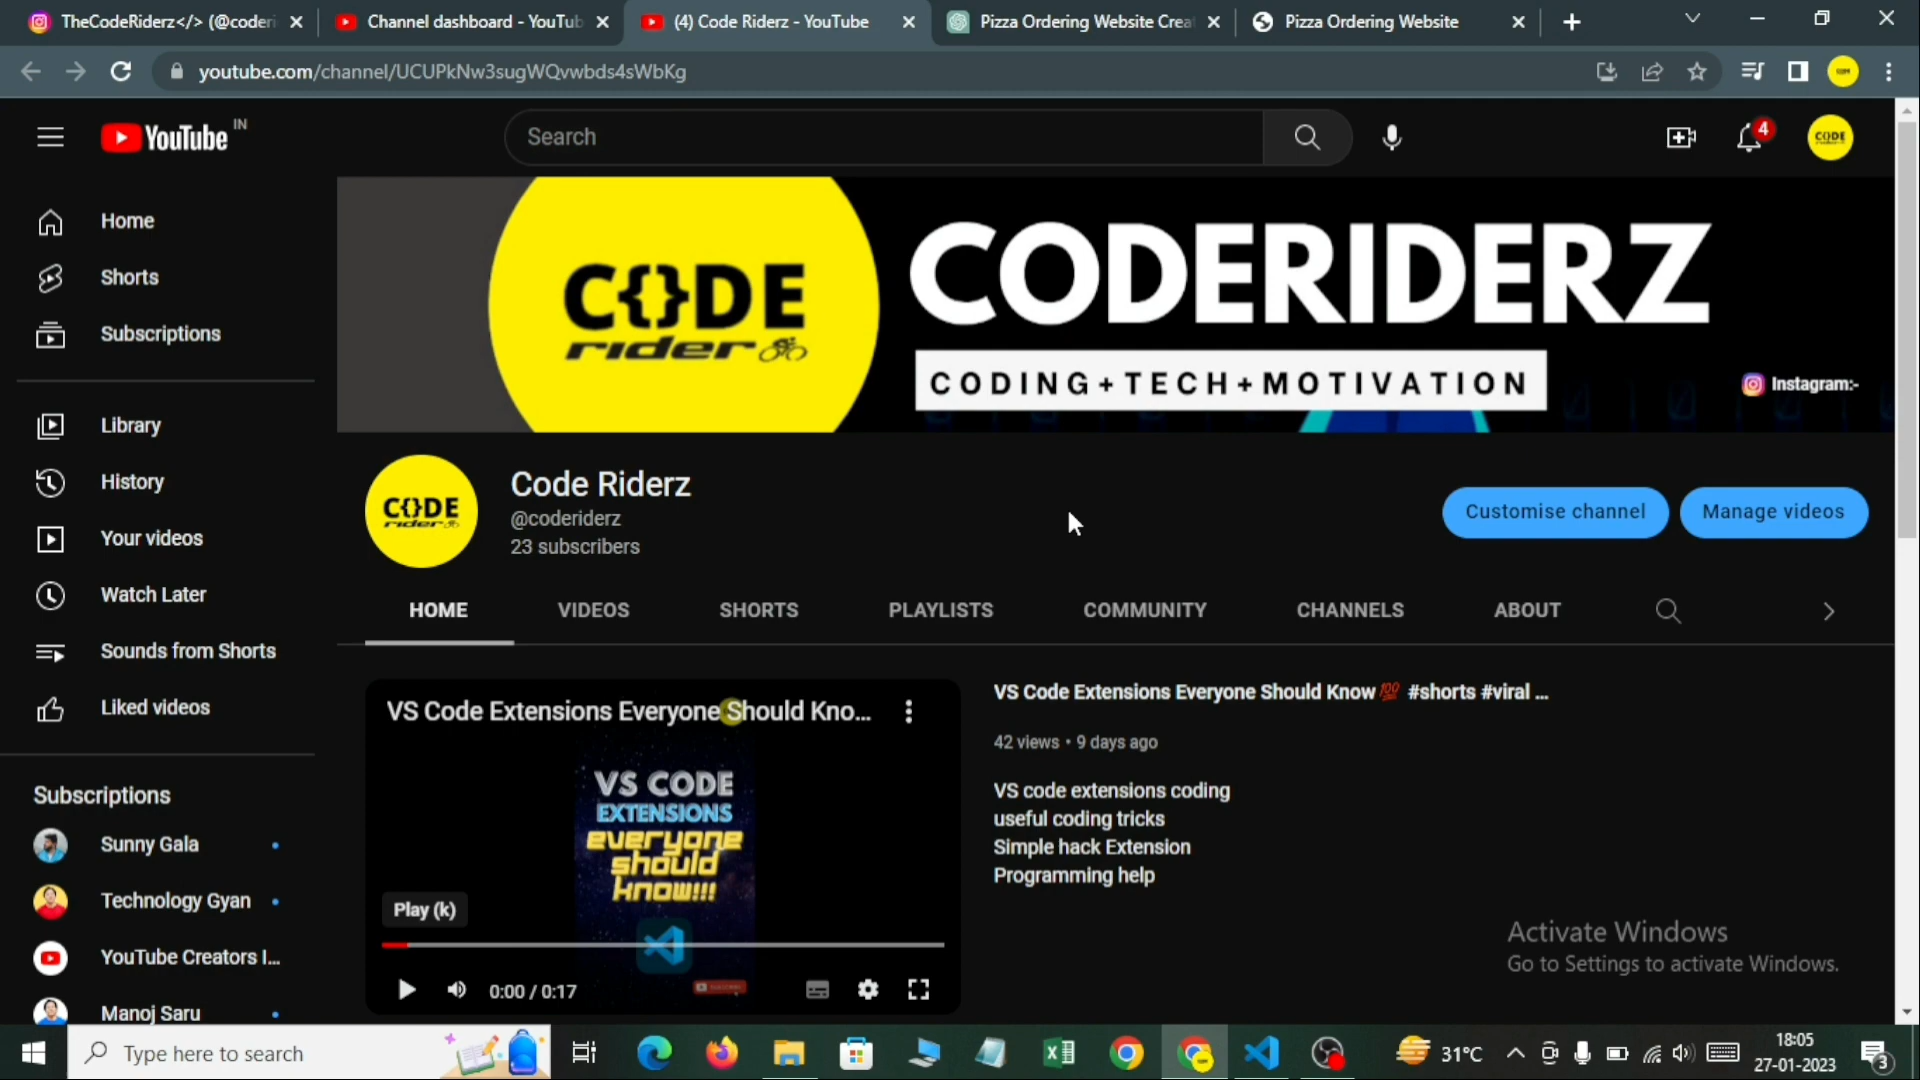 TheCodeRiderz</> (@coderi
Channel dashboard - YouTub
(4) Code Riderz - YouTube
Pizza Ordering Website Crea
Pizza Ordering Website
youtube.com/channel/UCUPkNw3sugWQvwbds4sWbKg
YouTube IN
Search
4
CODE
Home
Shorts
Subscriptions
Library
History
Your videos
Watch Later
Sounds from Shorts
Liked videos
Subscriptions
Sunny Gala
Technology Gyan
YouTube Creators I...
Manoj Saru
C{}DE
rider
CODERIDERZ
CODING+TECH+MOTIVATION
Instagram:-
C{}DE
rider
Code Riderz
@coderiderz
23 subscribers
Customise channel
Manage videos
HOME
VIDEOS
SHORTS
PLAYLISTS
COMMUNITY
CHANNELS
ABOUT
VS Code Extensions Everyone Should Kno...
VS CODE
EXTENSIONS
everyone
should
know!!!
Play (k)
0:00 / 0:17
VS Code Extensions Everyone Should Know💯 #shorts #viral ...
42 views • 9 days ago
VS code extensions coding
useful coding tricks
Simple hack Extension
Programming help
Activate Windows
Go to Settings to activate Windows.
Type here to search
31°C
18:05
27-01-2023
3